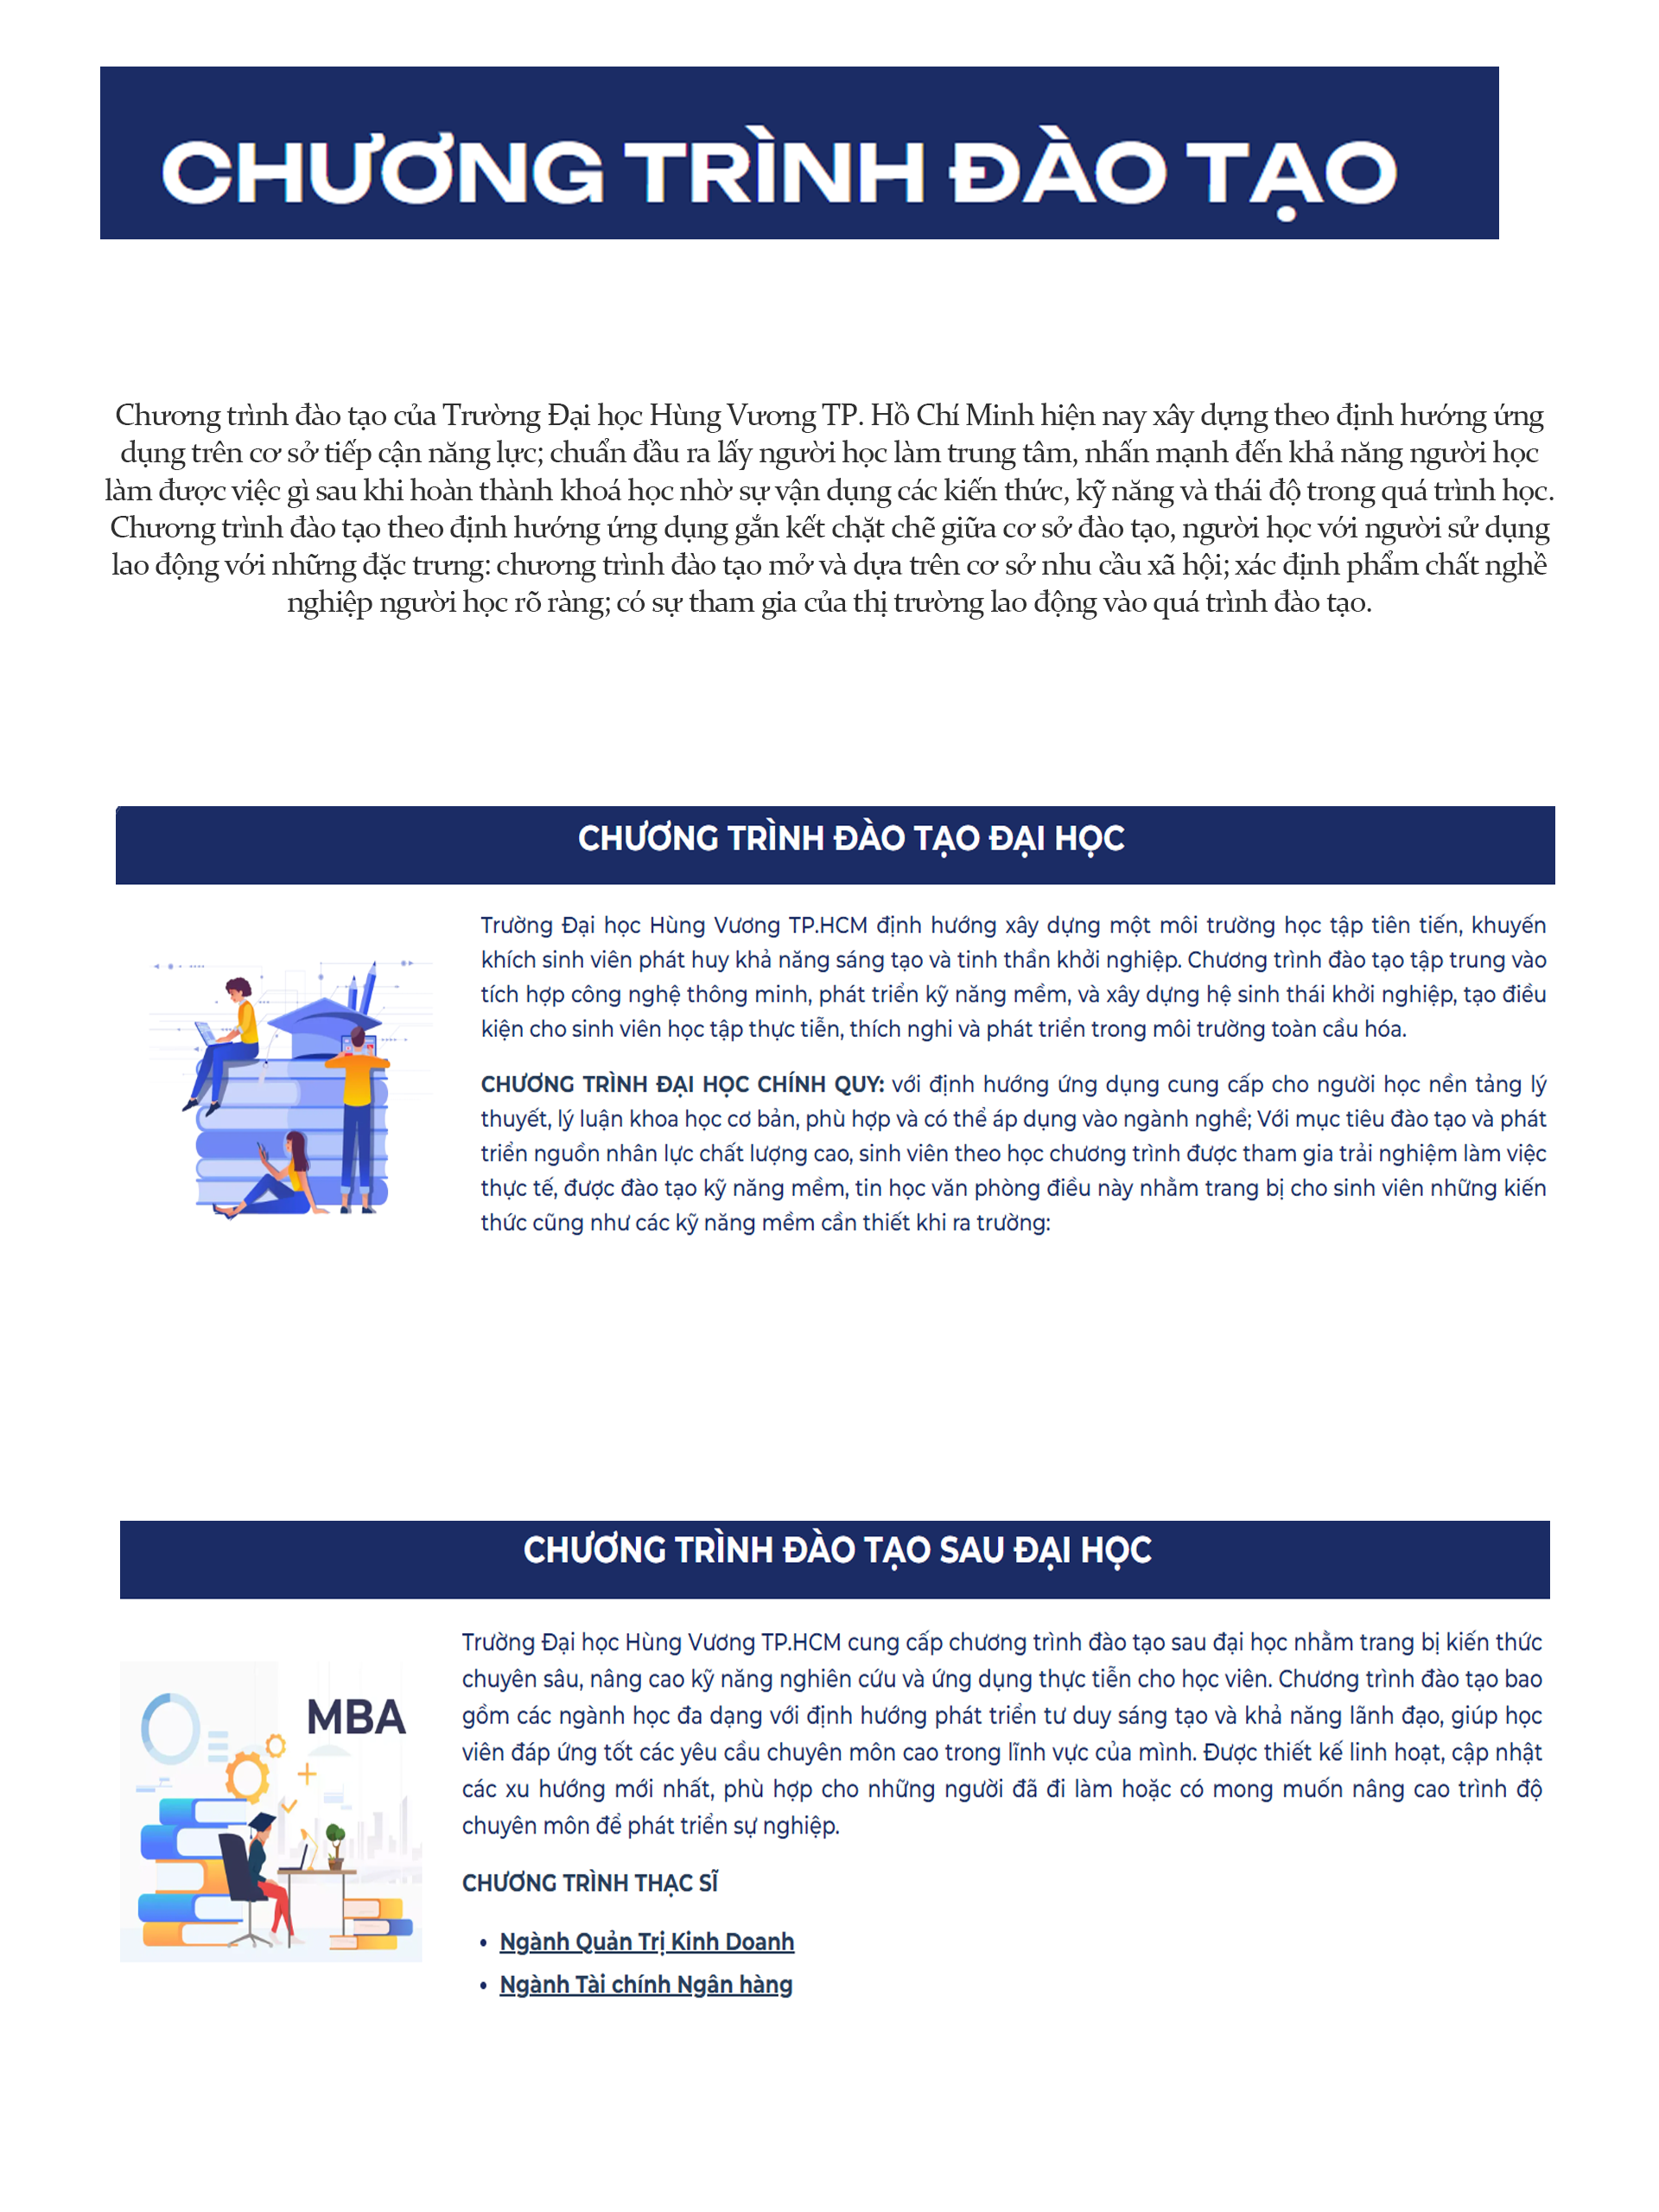 CHƯƠNG TRÌNH ĐÀO TẠO
Chương trình đào tạo của Trường Đại học Hùng Vương TP. Hồ Chí Minh hiện nay xây dựng theo định hướng ứng
dụng trên cơ sở tiếp cận năng lực; chuẩn đầu ra lấy người học làm trung tâm, nhấn mạnh đến khả năng người học
làm được việc gì sau khi hoàn thành khoá học nhờ sự vận dụng các kiến thức, kỹ năng và thái độ trong quá trình học.
Chương trình đào tạo theo định hướng ứng dụng gắn kết chặt chẽ giữa cơ sở đào tạo, người học với người sử dụng
lao động với những đặc trưng: chương trình đào tạo mở và dựa trên cơ sở nhu cầu xã hội; xác định phẩm chất nghề
nghiệp người học rõ ràng; có sự tham gia của thị trường lao động vào quá trình đào tạo.
CHƯƠNG TRÌNH ĐÀO TẠO ĐẠI HỌC
Trường Đại học Hùng Vương TP.HCM định hướng xây dựng một môi trường học tập tiên tiến, khuyến
khích sinh viên phát huy khả năng sáng tạo và tinh thần khởi nghiệp. Chương trình đào tạo tập trung vào
tích hợp công nghệ thông minh, phát triển kỹ năng mềm, và xây dựng hệ sinh thái khởi nghiệp, tạo điều
kiện cho sinh viên học tập thực tiễn, thích nghi và phát triển trong môi trường toàn cầu hóa.
CHƯƠNG TRÌNH ĐẠI HỌC CHÍNH QUY: với định hướng ứng dụng cung cấp cho người học nền tảng lý
thuyết, lý luận khoa học cơ bản, phù hợp và có thể áp dụng vào ngành nghề; Với mục tiêu đào tạo và phát
triển nguồn nhân lực chất lượng cao, sinh viên theo học chương trình được tham gia trải nghiệm làm việc
thực tế, được đào tạo kỹ năng mềm, tin học văn phòng điều này nhằm trang bị cho sinh viên những kiến
thức cũng như các kỹ năng mềm cần thiết khi ra trường:
CHƯƠNG TRÌNH ĐÀO TẠO SAU ĐẠI HỌC
MBA
Trường Đại học Hùng Vương TP.HCM cung cấp chương trình đào tạo sau đại học nhằm trang bị kiến thức
chuyên sâu, nâng cao kỹ năng nghiên cứu và ứng dụng thực tiễn cho học viên. Chương trình đào tạo bao
gồm các ngành học đa dạng với định hướng phát triển tư duy sáng tạo và khả năng lãnh đạo, giúp học
viên đáp ứng tốt các yêu cầu chuyên môn cao trong lĩnh vực của mình. Được thiết kế linh hoạt, cập nhật
các xu hướng mới nhất, phù hợp cho những người đã đi làm hoặc có mong muốn nâng cao trình độ
chuyên môn để phát triển sự nghiệp.
CHƯƠNG TRÌNH THẠC SĨ
• Ngành Quản Trị Kinh Doanh
• Ngành Tài chính Ngân hàng